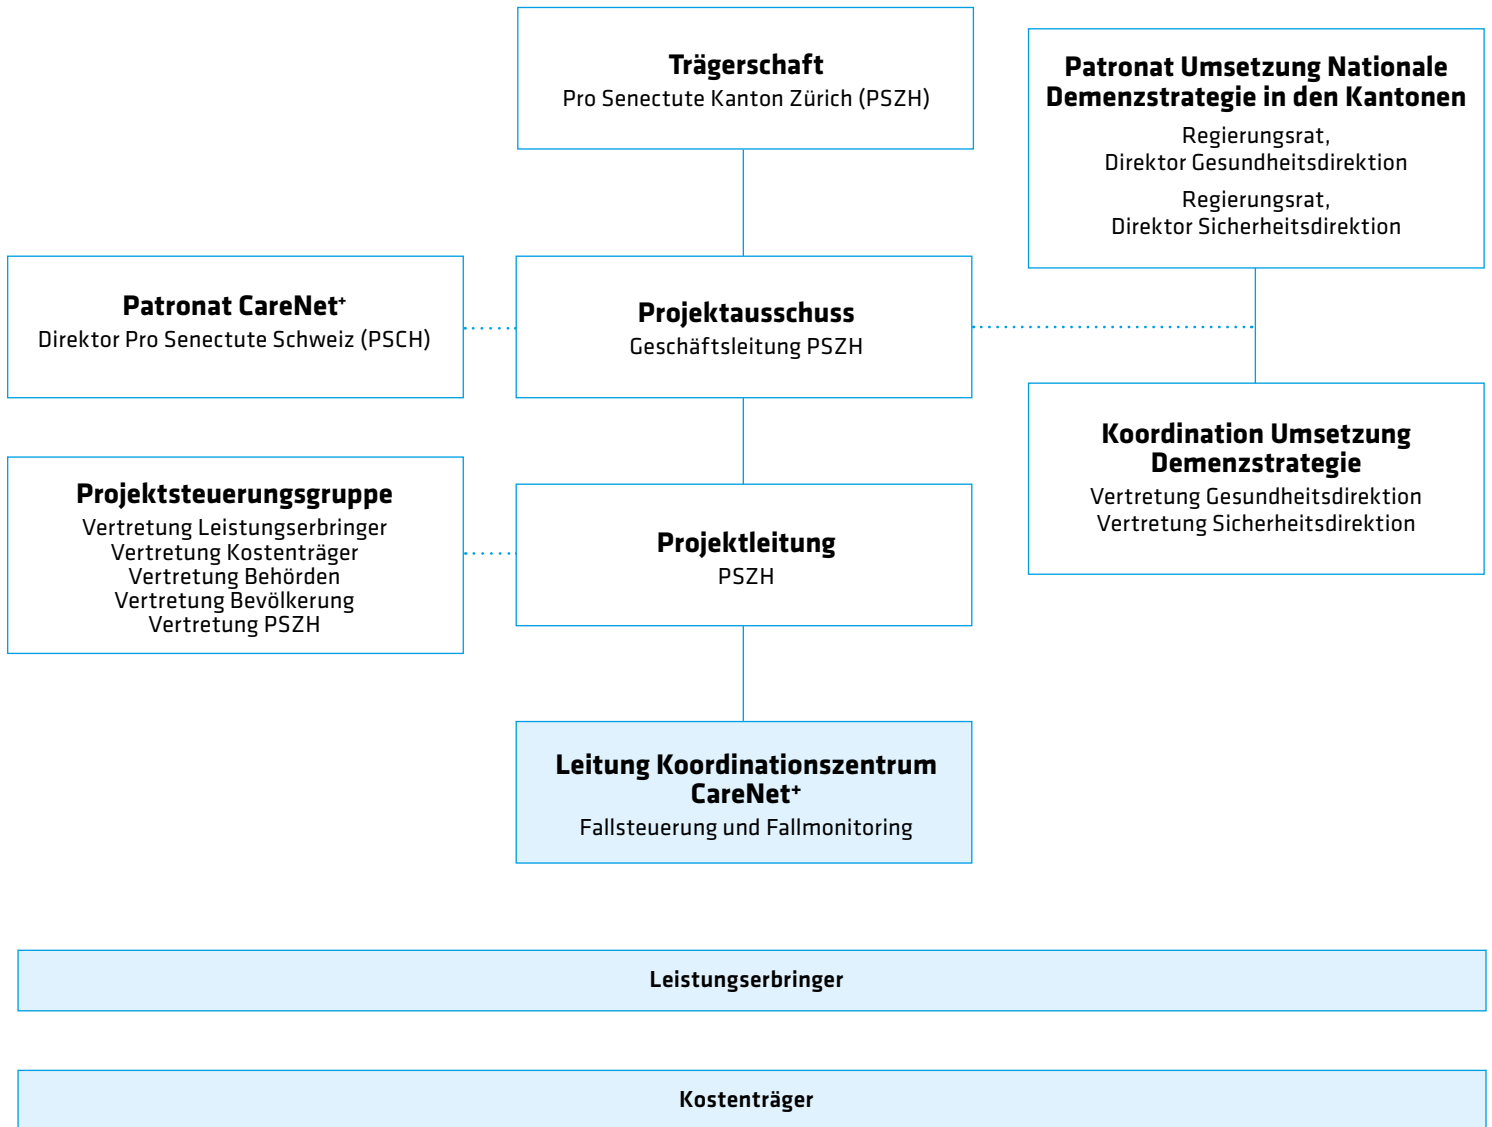 Trägerschaft
Pro Senectute Kanton Zürich (PSZH)
Patronat Umsetzung Nationale
Demenzstrategie in den Kantonen
Regierungsrat,
Direktor Gesundheitsdirektion
Regierungsrat,
Direktor Sicherheitsdirektion
Patronat CareNet⁺
Direktor Pro Senectute Schweiz (PSCH)
Projektausschuss
Geschäftsleitung PSZH
Koordination Umsetzung
Demenzstrategie
Vertretung Gesundheitsdirektion
Vertretung Sicherheitsdirektion
Projektsteuerungsgruppe
Vertretung Leistungserbringer
Vertretung Kostenträger
Vertretung Behörden
Vertretung Bevölkerung
Vertretung PSZH
Projektleitung
PSZH
Leitung Koordinationszentrum
CareNet⁺
Fallsteuerung und Fallmonitoring
Leistungserbringer
Kostenträger